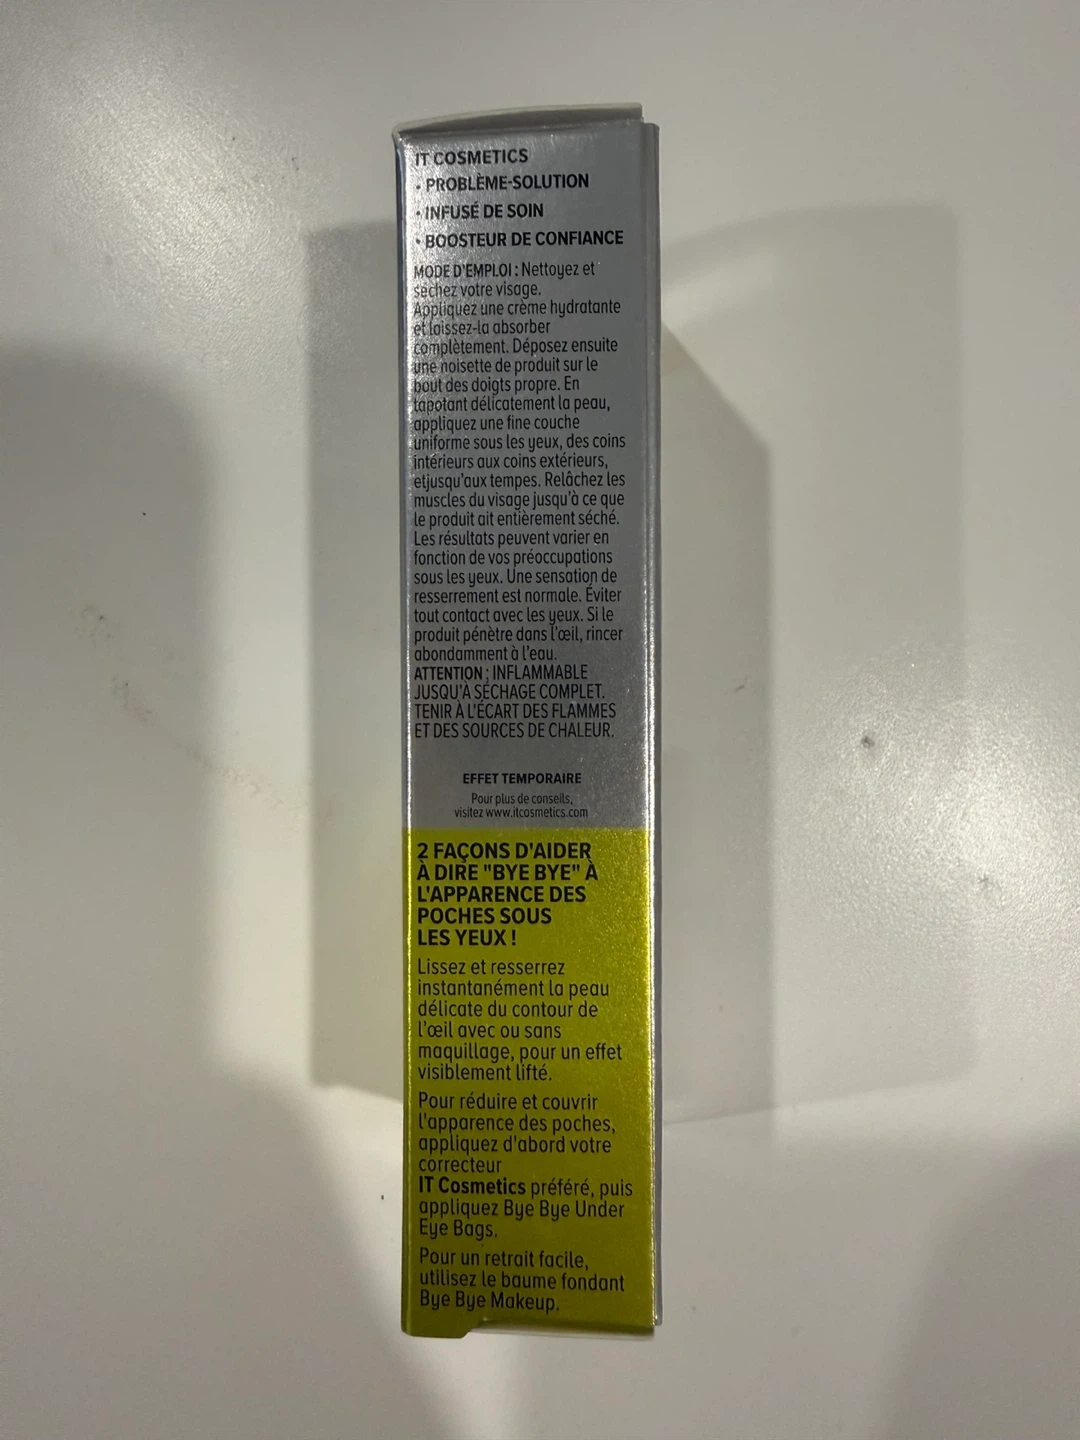 IT COSMETICS
• PROBLÈME-SOLUTION
• INFUSÉ DE SOIN
• BOOSTEUR DE CONFIANCE
MODE D'EMPLOI : Nettoyez et
séchez votre visage.
Appliquez une crème hydratante
et laissez-la absorber
complètement. Déposez ensuite
une noisette de produit sur le
bout des doigts propre. En
tapotant délicatement la peau,
appliquez une fine couche
uniforme sous les yeux, des coins
intérieurs aux coins extérieurs,
etjusqu'aux tempes. Relâchez les
muscles du visage jusqu'à ce que
le produit ait entièrement séché.
Les résultats peuvent varier en
fonction de vos préoccupations
sous les yeux. Une sensation de
resserrement est normale. Éviter
tout contact avec les yeux. Si le
produit pénètre dans l'œil, rincer
abondamment à l'eau.
ATTENTION : INFLAMMABLE
JUSQU'À SÉCHAGE COMPLET.
TENIR À L'ÉCART DES FLAMMES
ET DES SOURCES DE CHALEUR.
EFFET TEMPORAIRE
Pour plus de conseils,
visitez www.itcosmetics.com
2 FAÇONS D'AIDER
À DIRE "BYE BYE" À
L'APPARENCE DES
POCHES SOUS
LES YEUX !
Lissez et resserrez
instantanément la peau
délicate du contour de
l'œil avec ou sans
maquillage, pour un effet
visiblement lifté.
Pour réduire et couvrir
l'apparence des poches,
appliquez d'abord votre
correcteur
IT Cosmetics préféré, puis
appliquez Bye Bye Under
Eye Bags.
Pour un retrait facile,
utilisez le baume fondant
Bye Bye Makeup.